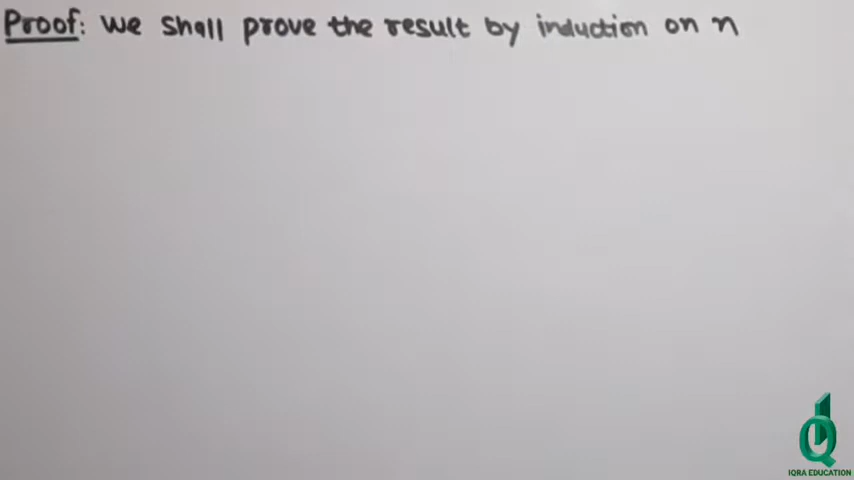 Proof: We shall prove the result by induction on n
IQRA EDUCATION